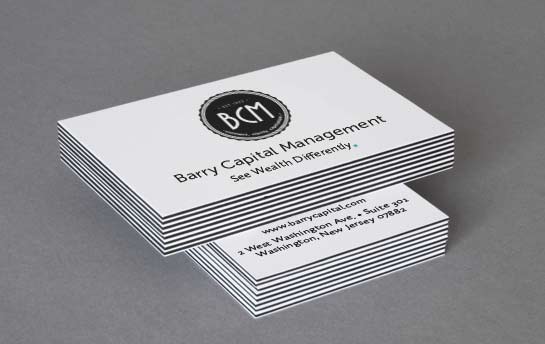 BCM
Barry Capital Management
See Wealth Differently.
www.barrycapital.com
2 West Washington Ave. • Suite 301
Washington, New Jersey 07882